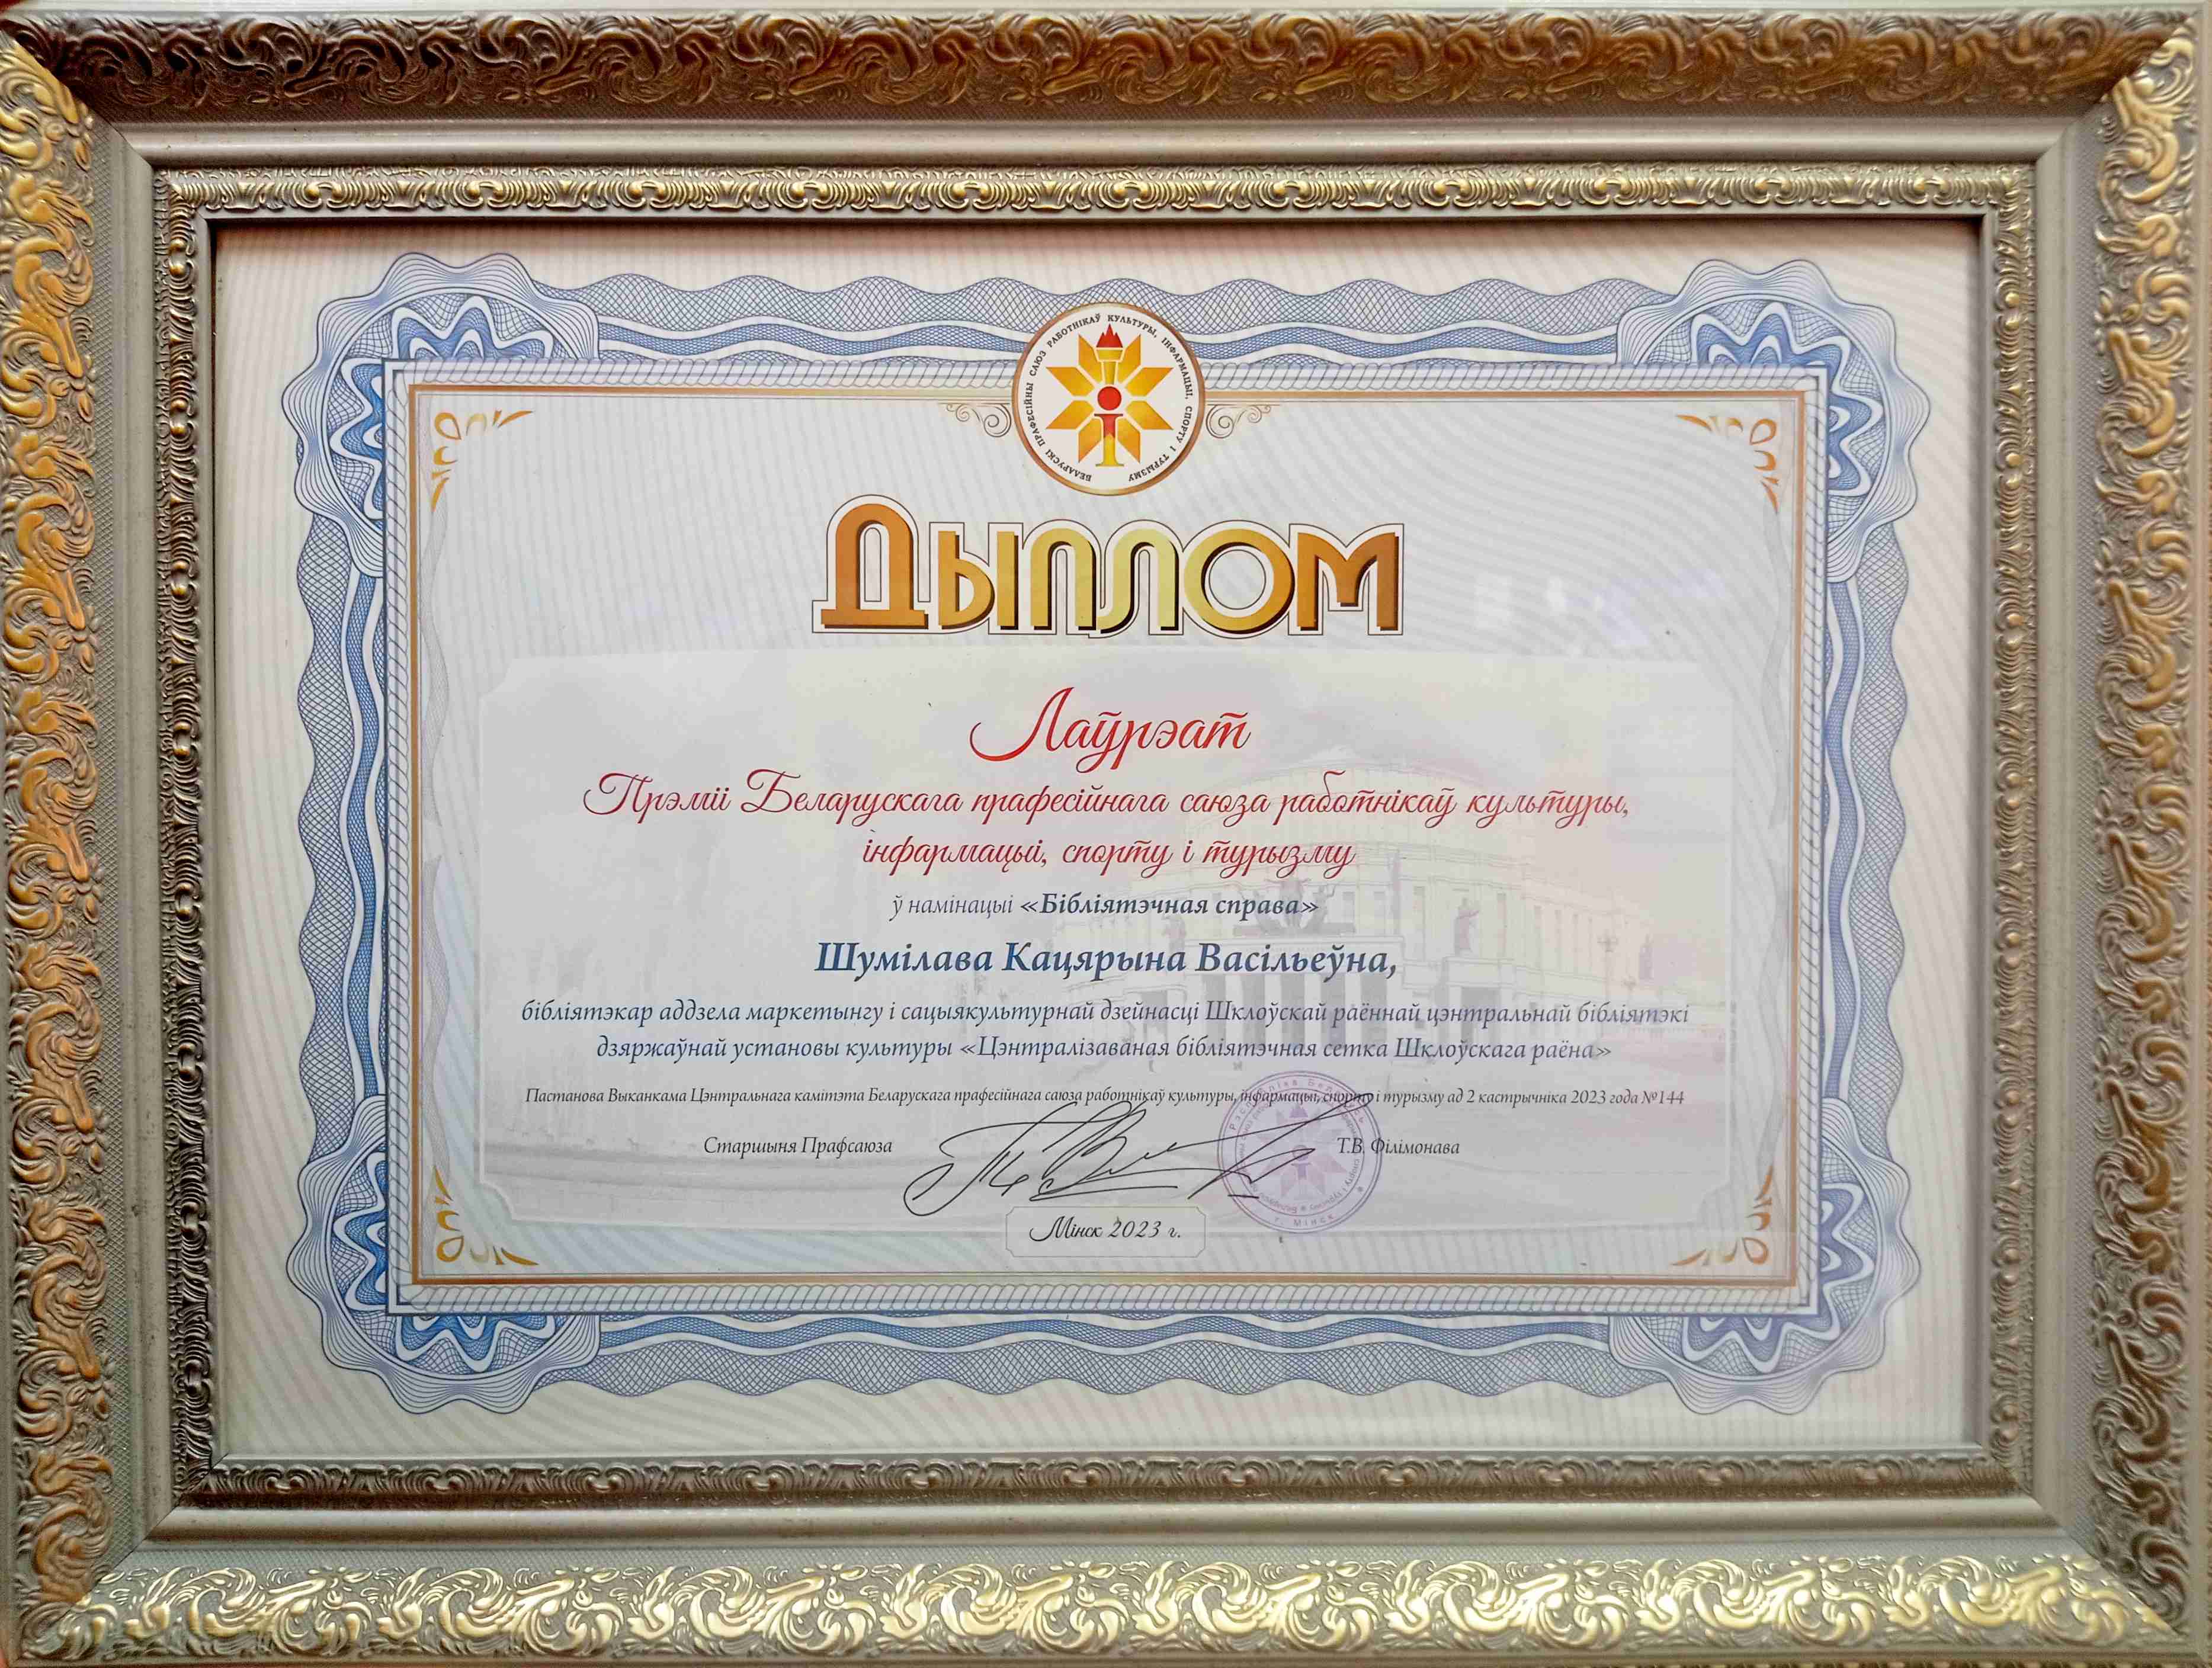 БЕЛАРУСКІ ПРАФЕСІЙНЫ САЮЗ РАБОТНІКАЎ КУЛЬТУРЫ, ІНФАРМАЦЫІ, СПОРТУ І ТУРЫЗМУ
ДЫПЛОМ
Лаўрэат
Прэміі Беларускага прафесійнага саюза работнікаў культуры,
інфармацыі, спорту і турызму
ў намінацыі «Бібліятэчная справа»
Шумілава Кацярына Васільеўна,
бібліятэкар аддзела маркетынгу і сацыякультурнай дзейнасці Шклоўскай раённай цэнтральнай бібліятэкі
дзяржаўнай установы культуры «Цэнтралізаваная бібліятэчная сетка Шклоўскага раёна»
Пастанова Выканкама Цэнтральнага камітэта Беларускага прафесійнага саюза работнікаў культуры, інфармацыі, спорту і турызму ад 2 кастрычніка 2023 года №144
Старшыня Прафсаюза
Т.В. Філімонава
г. Мінск
Мінск 2023 г.